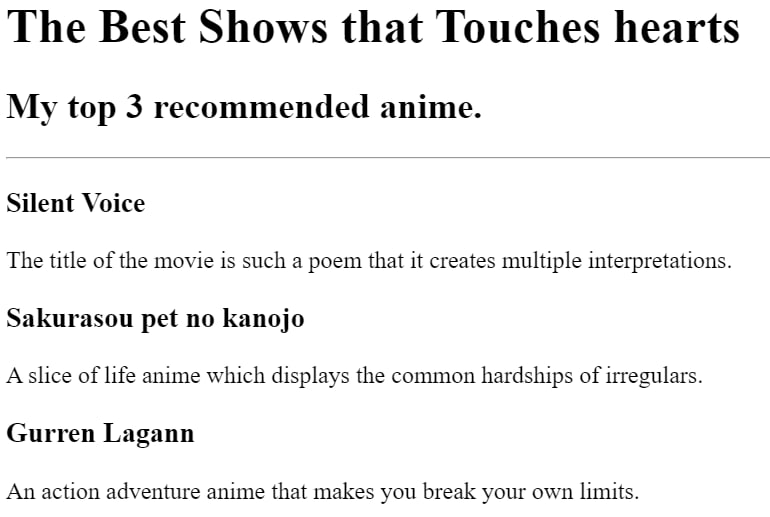 The Best Shows that Touches hearts
My top 3 recommended anime.
Silent Voice
The title of the movie is such a poem that it creates multiple interpretations.
Sakurasou pet no kanojo
A slice of life anime which displays the common hardships of irregulars.
Gurren Lagann
An action adventure anime that makes you break your own limits.